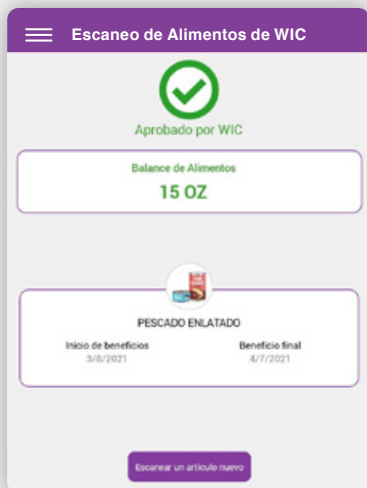 Escaneo de Alimentos de WIC
Aprobado por WIC
Balance de Alimentos
15 OZ
PESCADO ENLATADO
Inicio de beneficios
3/8/2021
Beneficio final
4/7/2021
Escanear un artículo nuevo